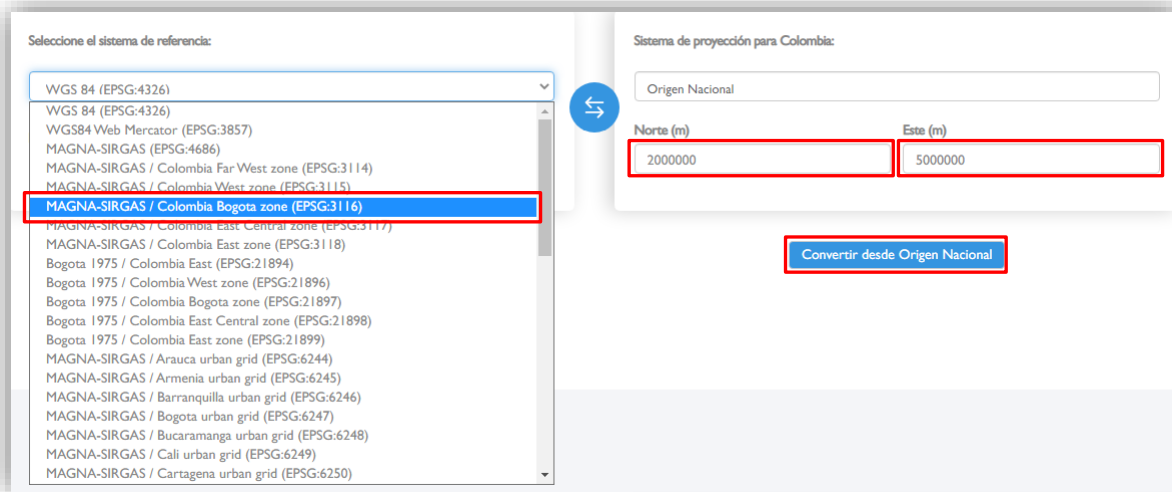 Seleccione el sistema de referencia:
WGS 84 (EPSG:4326)
WGS 84 (EPSG:4326)
WGS84 Web Mercator (EPSG:3857)
MAGNA-SIRGAS (EPSG:4686)
MAGNA-SIRGAS / Colombia Far West zone (EPSG:3114)
MAGNA-SIRGAS / Colombia West zone (EPSG:3115)
MAGNA-SIRGAS / Colombia Bogota zone (EPSG:3116)
MAGNA-SIRGAS / Colombia East Central zone (EPSG:3117)
MAGNA-SIRGAS / Colombia East zone (EPSG:3118)
Bogota 1975 / Colombia East (EPSG:21894)
Bogota 1975 / Colombia West zone (EPSG:21896)
Bogota 1975 / Colombia Bogota zone (EPSG:21897)
Bogota 1975 / Colombia East Central zone (EPSG:21898)
Bogota 1975 / Colombia East zone (EPSG:21899)
MAGNA-SIRGAS / Arauca urban grid (EPSG:6244)
MAGNA-SIRGAS / Armenia urban grid (EPSG:6245)
MAGNA-SIRGAS / Barranquilla urban grid (EPSG:6246)
MAGNA-SIRGAS / Bogota urban grid (EPSG:6247)
MAGNA-SIRGAS / Bucaramanga urban grid (EPSG:6248)
MAGNA-SIRGAS / Cali urban grid (EPSG:6249)
MAGNA-SIRGAS / Cartagena urban grid (EPSG:6250)
Sistema de proyección para Colombia:
Origen Nacional
Norte (m) Este (m)
2000000 5000000
Convertir desde Origen Nacional